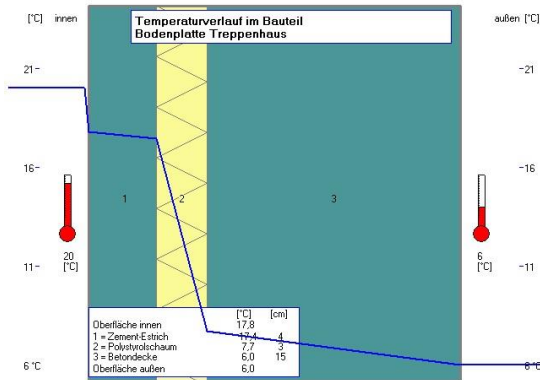 [°C] innen
außen [°C]
Temperaturverlauf im Bauteil
Bodenplatte Treppenhaus
21
21
16
16
1
2
3
20
[°C]
6
[°C]
11
11
[°C] [cm]
Oberfläche innen 17,8
1 = Zement-Estrich 17,4 4
2 = Polystyrolschaum 7,7 3
3 = Betondecke 6,0 15
Oberfläche außen 6,0
6 °C
6 °C